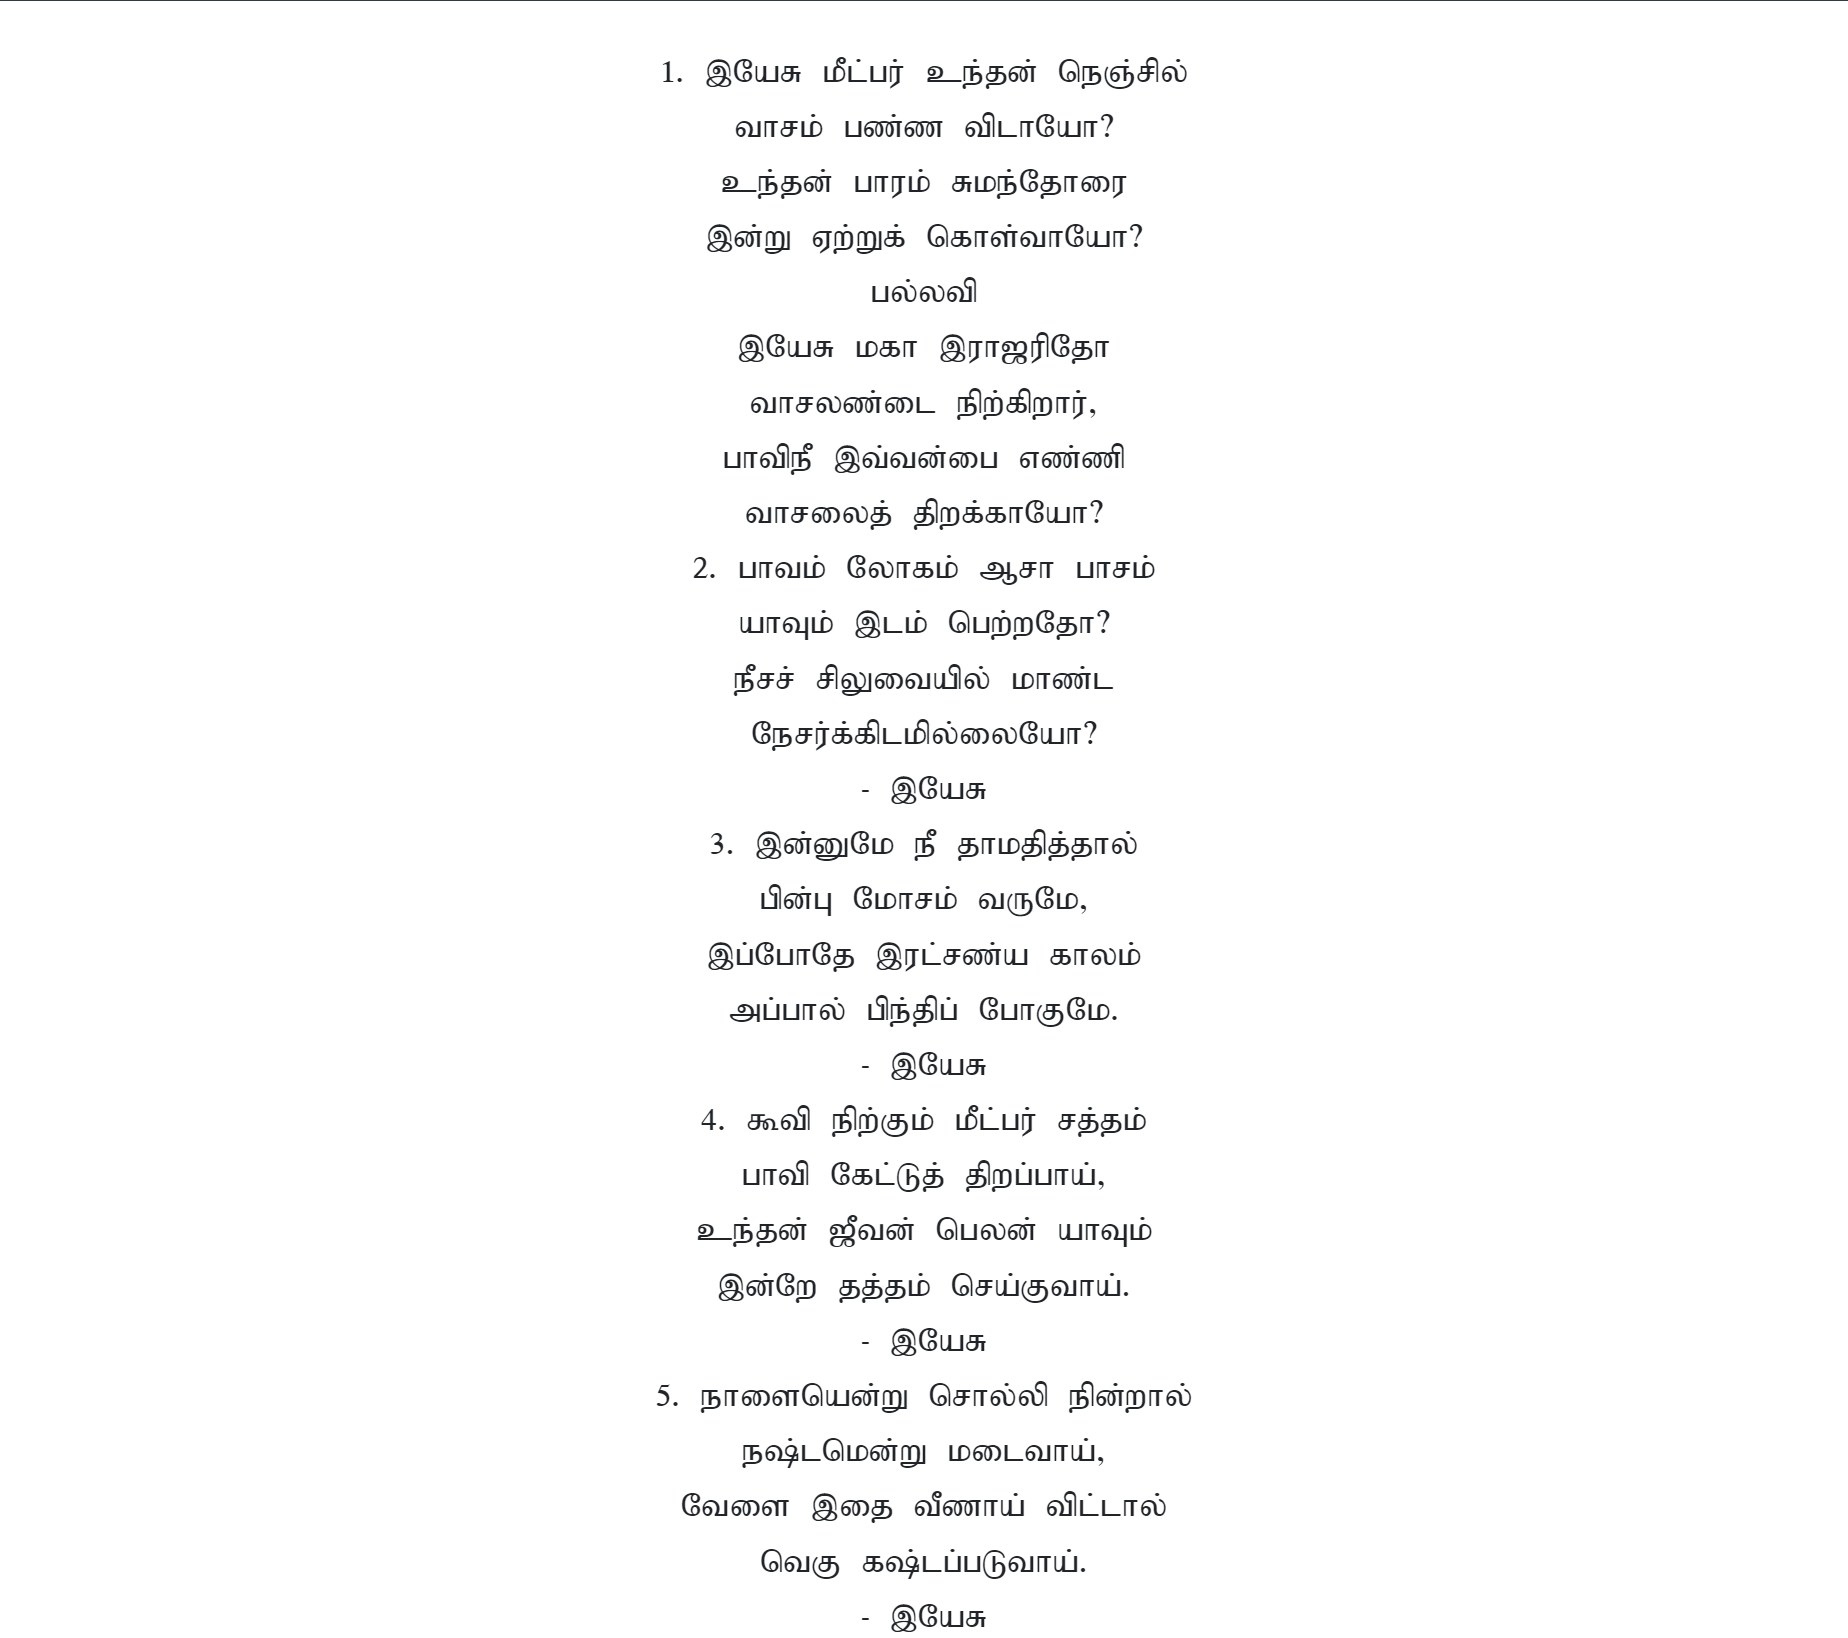 1. இயேசு மீட்பர் உந்தன் நெஞ்சில்
வாசம் பண்ண விடாயோ?
உந்தன் பாரம் சுமந்தோரை
இன்று ஏற்றுக் கொள்வாயோ?
பல்லவி
இயேசு மகா இராஜரிதோ
வாசலண்டை நிற்கிறார்,
பாவிநீ இவ்வன்பை எண்ணி
வாசலைத் திறக்காயோ?
2. பாவம் லோகம் ஆசா பாசம்
யாவும் இடம் பெற்றதோ?
நீசச் சிலுவையில் மாண்ட
நேசர்க்கிடமில்லையோ?
- இயேசு
3. இன்னுமே நீ தாமதித்தால்
பின்பு மோசம் வருமே,
இப்போதே இரட்சண்ய காலம்
அப்பால் பிந்திப் போகுமே.
- இயேசு
4. கூவி நிற்கும் மீட்பர் சத்தம்
பாவி கேட்டுத் திறப்பாய்,
உந்தன் ஜீவன் பெலன் யாவும்
இன்றே தத்தம் செய்குவாய்.
- இயேசு
5. நாளையென்று சொல்லி நின்றால்
நஷ்டமென்று மடைவாய்,
வேளை இதை வீணாய் விட்டால்
வெகு கஷ்டப்படுவாய்.
- இயேசு